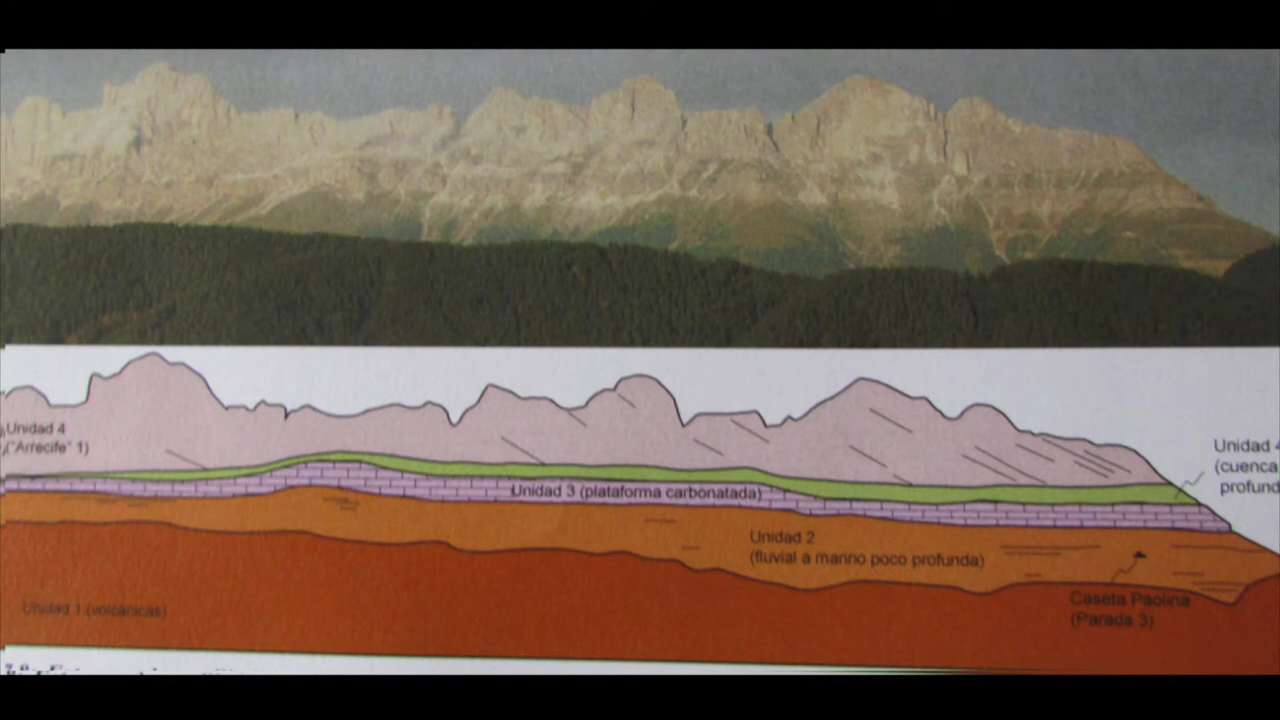 Unidad 4
("Arrecife" 1)
Unidad 4
(cuenca
profund
Unidad 3 (plataforma carbonatada)
Unidad 2
(fluvial a marino poco profunda)
Caseta Paolina
(Parada 3)
Unidad 1 (volcánicas)